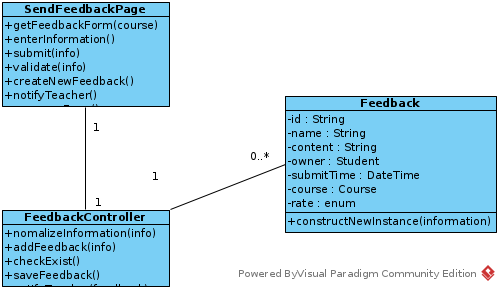 SendFeedbackPage
+getFeedbackForm(course)
+enterInformation()
+submit(info)
+validate(info)
+createNewFeedback()
+notifyTeacher()
1
1
1
0..*
Feedback
-id : String
-name : String
-content : String
-owner : Student
-submitTime : DateTime
-course : Course
-rate : enum
+constructNewInstance(information)
FeedbackController
+nomalizeInformation(info)
+addFeedback(info)
+checkExist()
+saveFeedback()
Powered ByVisual Paradigm Community Edition